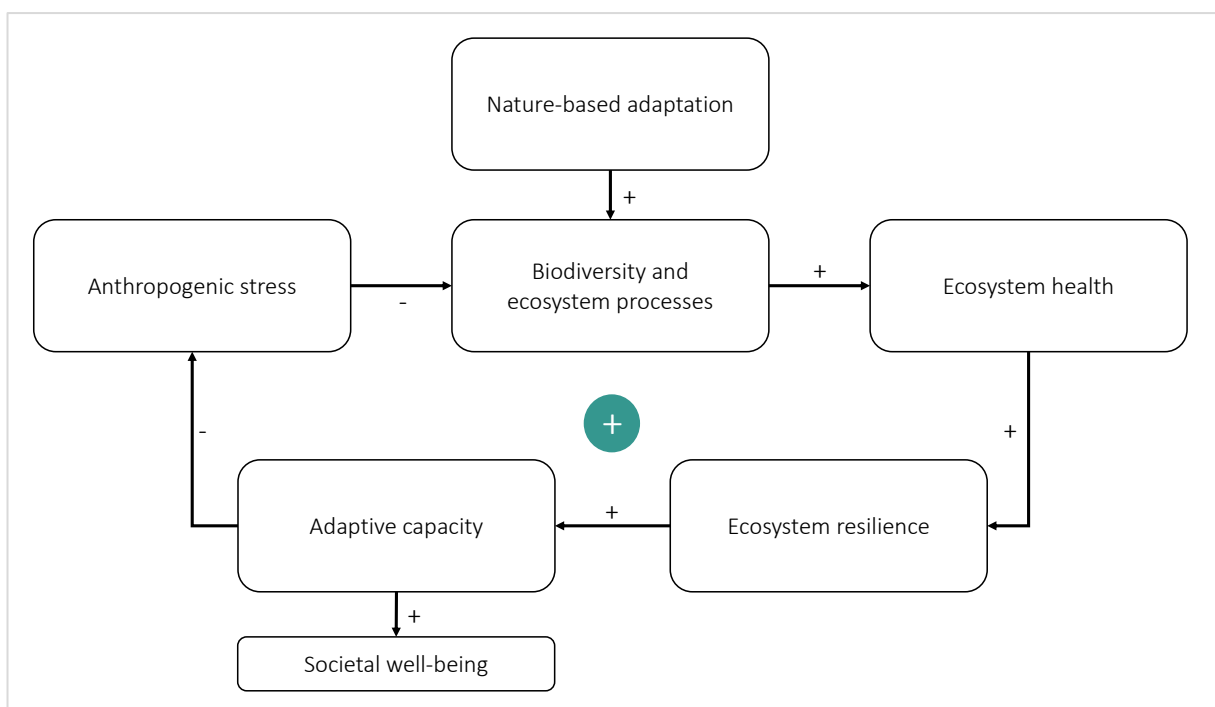 Nature-based adaptation
+
Anthropogenic stress
-
Biodiversity and
ecosystem processes
+
Ecosystem health
+
-
+
Adaptive capacity
+
Ecosystem resilience
+
Societal well-being